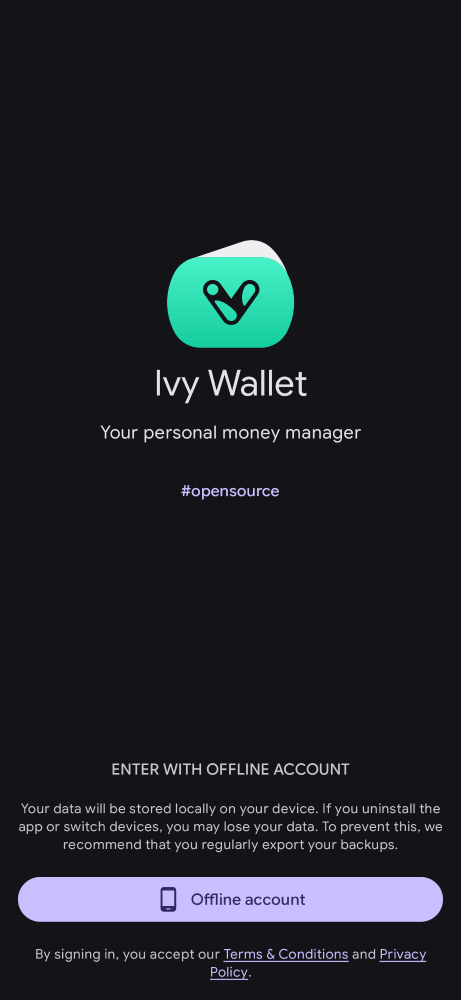 Ivy Wallet
Your personal money manager
#opensource
ENTER WITH OFFLINE ACCOUNT
Your data will be stored locally on your device. If you uninstall the
app or switch devices, you may lose your data. To prevent this, we
recommend that you regularly export your backups.
Offline account
By signing in, you accept our Terms & Conditions and Privacy
Policy.